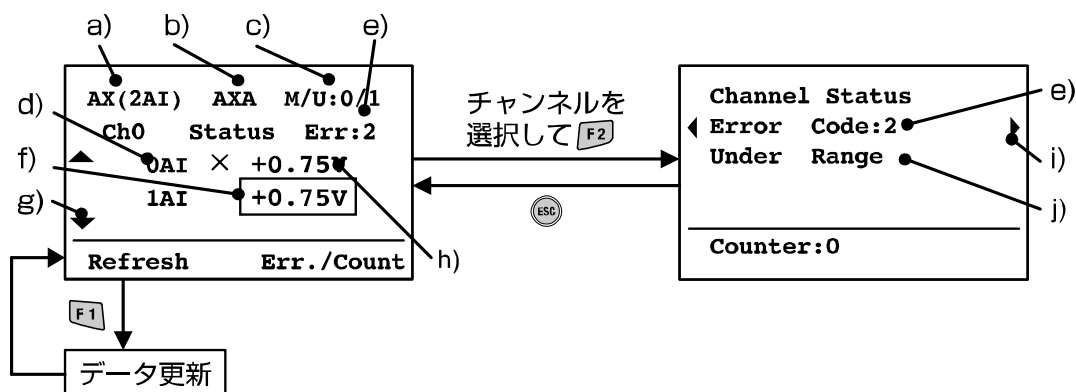 a) b) c) e)
AX(2AI) AXA M/U:0/1
Ch0 Status Err:2
d) 0AI × +0.75V
f) 1AI +0.75V
g)
Refresh Err./Count
h)
F1
データ更新
チャンネルを
選択して F2
ESC
Channel Status
Error Code:2
Under Range
Counter:0
e)
i)
j)